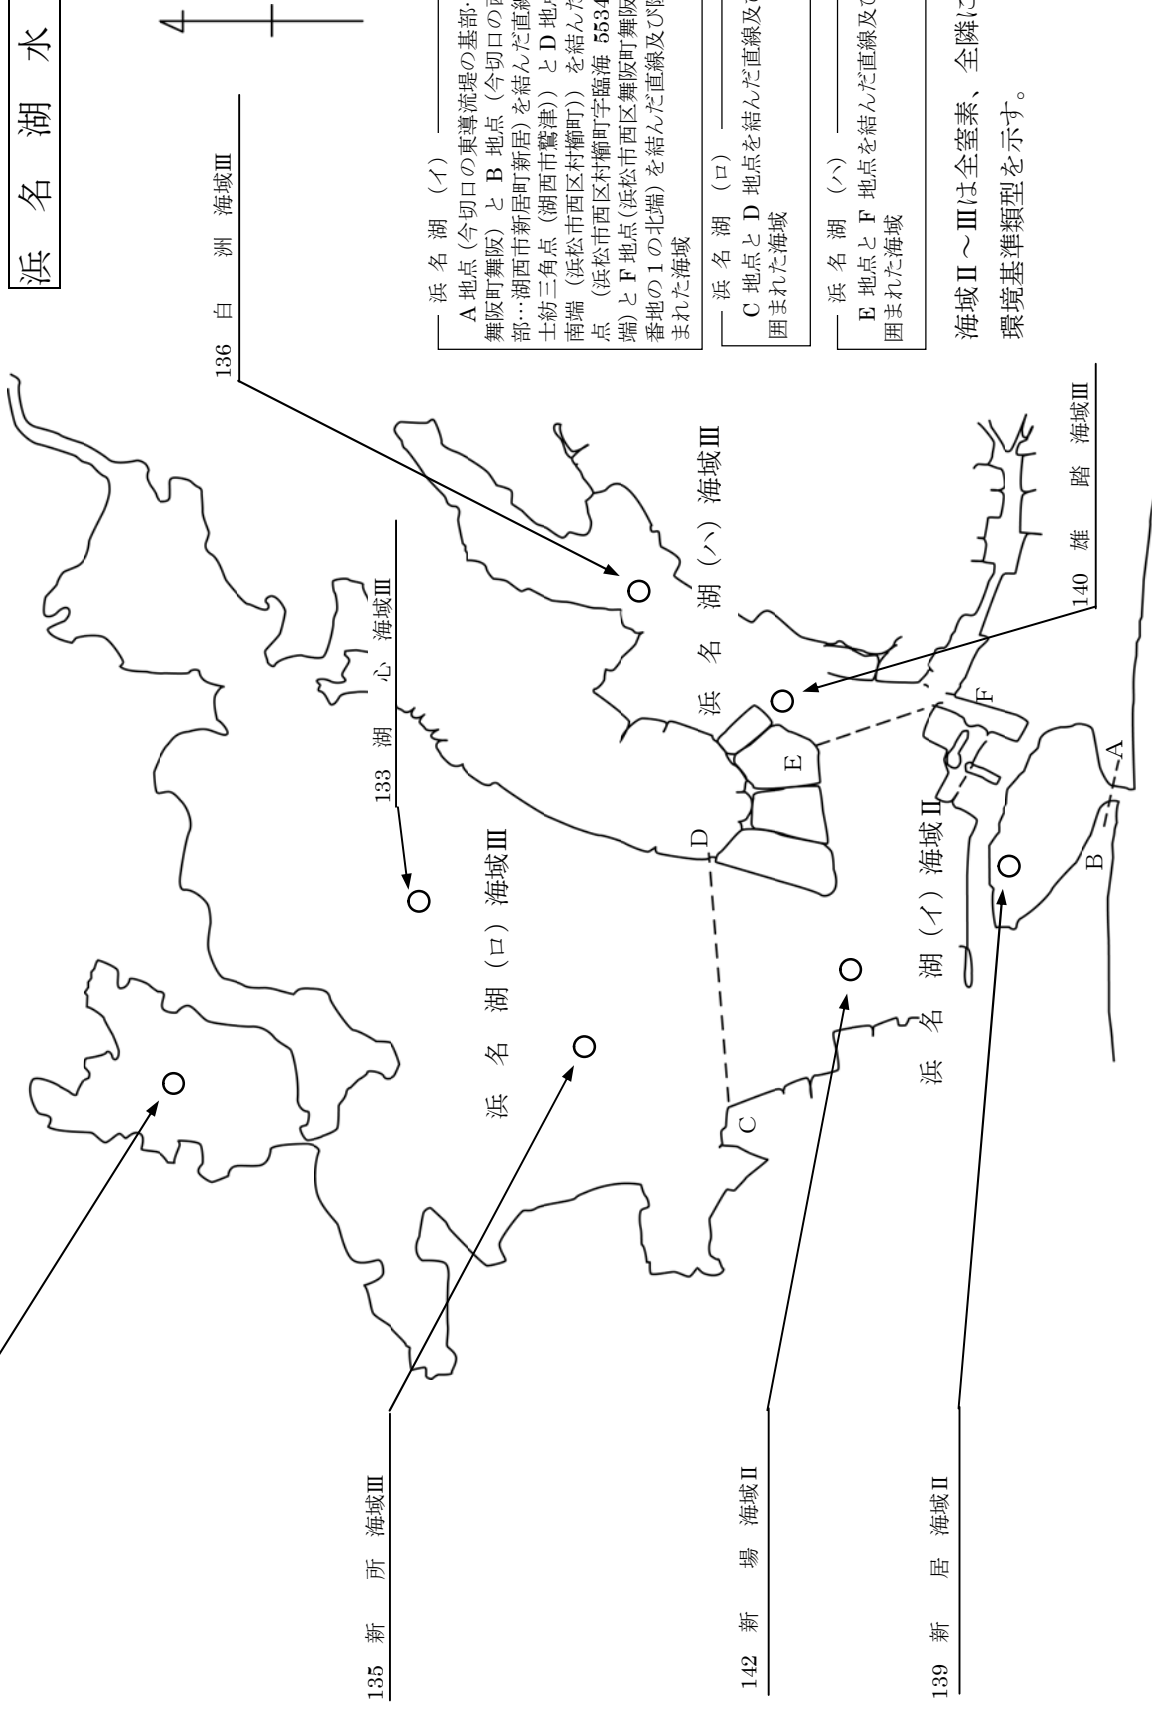 浜 名 湖 水
136 白 洲 海域Ⅲ
133 湖 心 海域Ⅲ
135 新 所 海域Ⅲ
142 新 場 海域Ⅱ
139 新 居 海域Ⅱ
140 雄 踏 海域Ⅲ
浜 名 湖（ロ）海域Ⅲ
浜 名 湖（ハ）海域Ⅲ
浜 名 湖（イ）海域Ⅱ
A
B
C
D
E
F
浜 名 湖 （イ）
A 地点（今切口の東導流堤の基部…
舞阪町舞阪）と B 地点（今切口の西
部…湖西市新居町新居）を結んだ直線
士紡三角点（湖西市鷲津））と D 地点
南端（浜松市西区村櫛町））を結んだ
点（浜松市西区村櫛町字臨海 5534
端）と F 地点（浜松市西区舞阪町舞阪
番地の１の北端）を結んだ直線及び陸
まれた海域
浜 名 湖 （ロ）
C 地点と D 地点を結んだ直線及び
囲まれた海域
浜 名 湖 （ハ）
E 地点と F 地点を結んだ直線及び
囲まれた海域
海域Ⅱ～Ⅲは全窒素、全隣に
環境基準類型を示す。